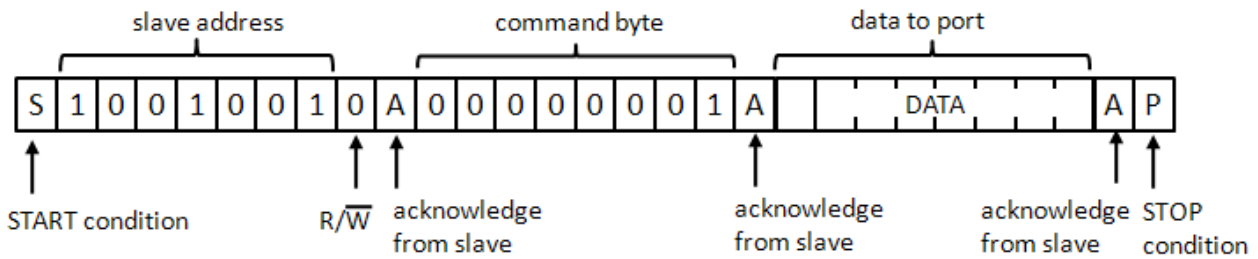 slave address command byte data to port
S 1 0 0 1 0 0 1 0 A 0 0 0 0 0 0 0 1 A DATA A P
START condition R/W̅ acknowledge from slave acknowledge from slave acknowledge from slave STOP condition